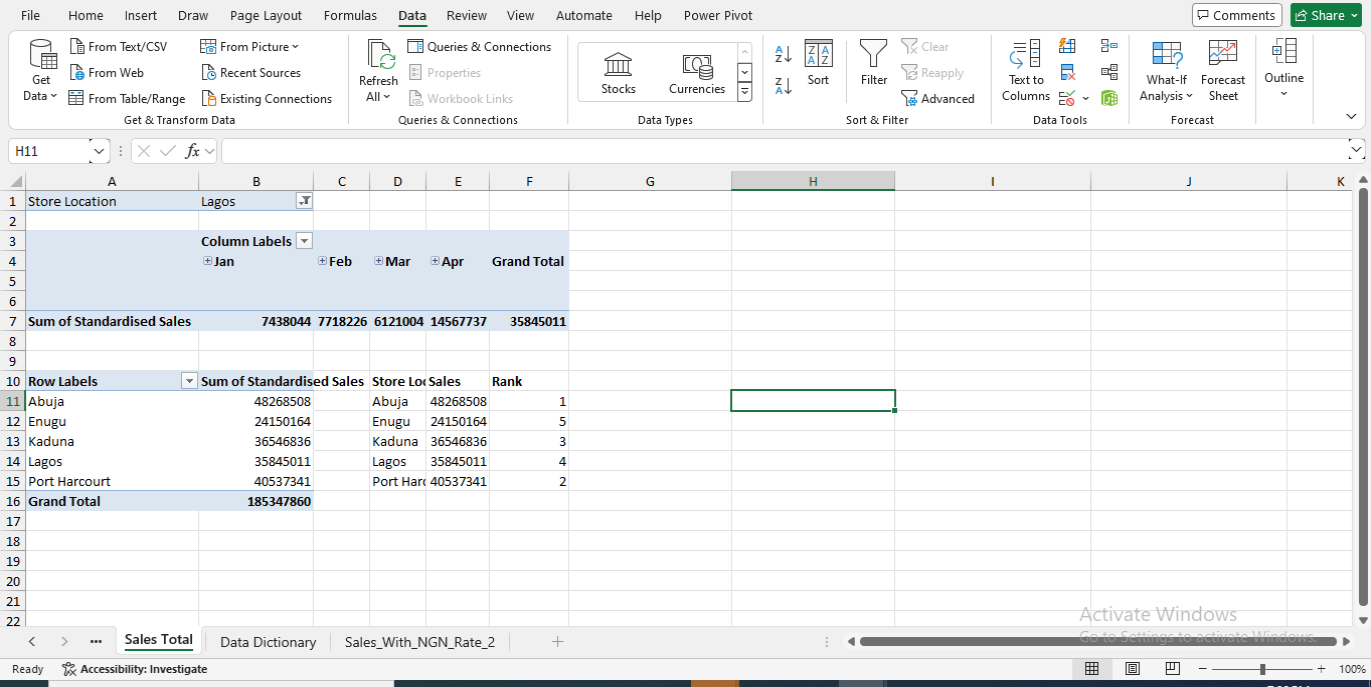 File Home Insert Draw Page Layout Formulas Data Review View Automate Help Power Pivot Comments Share
From Text/CSV From Picture Queries & Connections Clear
Get Data From Web Recent Sources Refresh All Properties Stocks Currencies Sort Filter Reapply Text to Columns What-If Analysis Forecast Sheet Outline
From Table/Range Existing Connections Workbook Links Advanced
Get & Transform Data Queries & Connections Data Types Sort & Filter Data Tools Forecast
H11 fx
A B C D E F G H I J K
1 Store Location Lagos
2
3 Column Labels
4 Jan Feb Mar Apr Grand Total
5
6
7 Sum of Standardised Sales 7438044 7718226 6121004 14567737 35845011
8
9
10 Row Labels Sum of Standardised Sales Store Loc Sales Rank
11 Abuja 48268508 Abuja 48268508 1
12 Enugu 24150164 Enugu 24150164 5
13 Kaduna 36546836 Kaduna 36546836 3
14 Lagos 35845011 Lagos 35845011 4
15 Port Harcourt 40537341 Port Harc 40537341 2
16 Grand Total 185347860
17
18
19
20
21
22
Activate Windows
Go to Settings to activate Windows.
Sales Total Data Dictionary Sales_With_NGN_Rate_2
Ready Accessibility: Investigate 100%